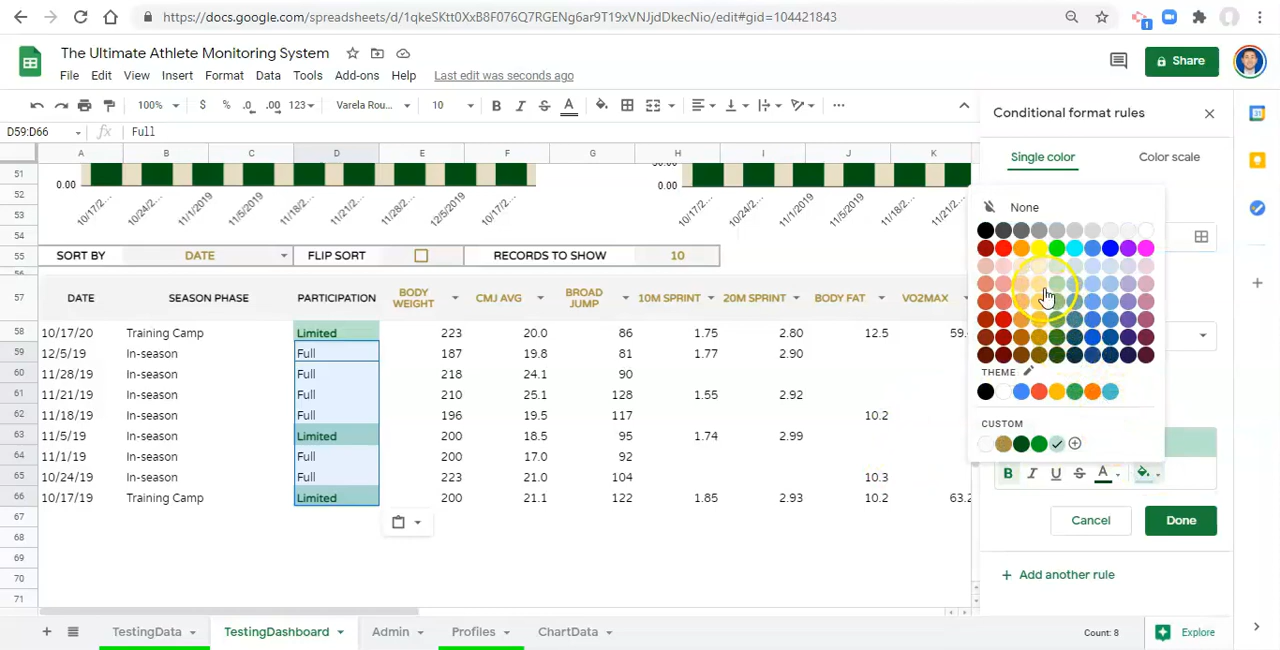 https://docs.google.com/spreadsheets/d/1qkeSKtt0XxB8F076Q7RGENg6ar9T19xVNJjdDkecNio/edit#gid=104421843
1
The Ultimate Athlete Monitoring System
File Edit View Insert Format Data Tools Add-ons Help Last edit was seconds ago
Share
100% $ % .0 .00 123 Varela Rou... 10 B I S A
D59:D66 fx Full
Conditional format rules
Single color Color scale
A B C D E F G H I J K
51 0.00 0.00
52 10/17/2... 10/24/2... 11/1/2019 11/5/2019 11/18/2... 11/21/2... 11/28/2... 12/5/2019 10/17/2... 10/17/2... 10/24/2... 11/1/2019 11/5/2019 11/18/2... 11/21/2...
53
54
55 SORT BY DATE FLIP SORT RECORDS TO SHOW 10
56
57 DATE SEASON PHASE PARTICIPATION BODY WEIGHT CMJ AVG BROAD JUMP 10M SPRINT 20M SPRINT BODY FAT VO2MAX
58 10/17/20 Training Camp Limited 223 20.0 86 1.75 2.80 12.5 59.
59 12/5/19 In-season Full 187 19.8 81 1.77 2.90
60 11/28/19 In-season Full 218 24.1 90
61 11/21/19 In-season Full 210 25.1 128 1.55 2.92
62 11/18/19 In-season Full 196 19.5 117 10.2
63 11/5/19 In-season Limited 200 18.5 95 1.74 2.99
64 11/1/19 In-season Full 200 17.0 92
65 10/24/19 In-season Full 223 21.0 104 10.3
66 10/17/19 Training Camp Limited 200 21.1 122 1.85 2.93 10.2 63.2
67
68
69
70
71
None
THEME
CUSTOM
B I U S A
Cancel Done
+ Add another rule
TestingData TestingDashboard Admin Profiles ChartData
Count: 8 Explore